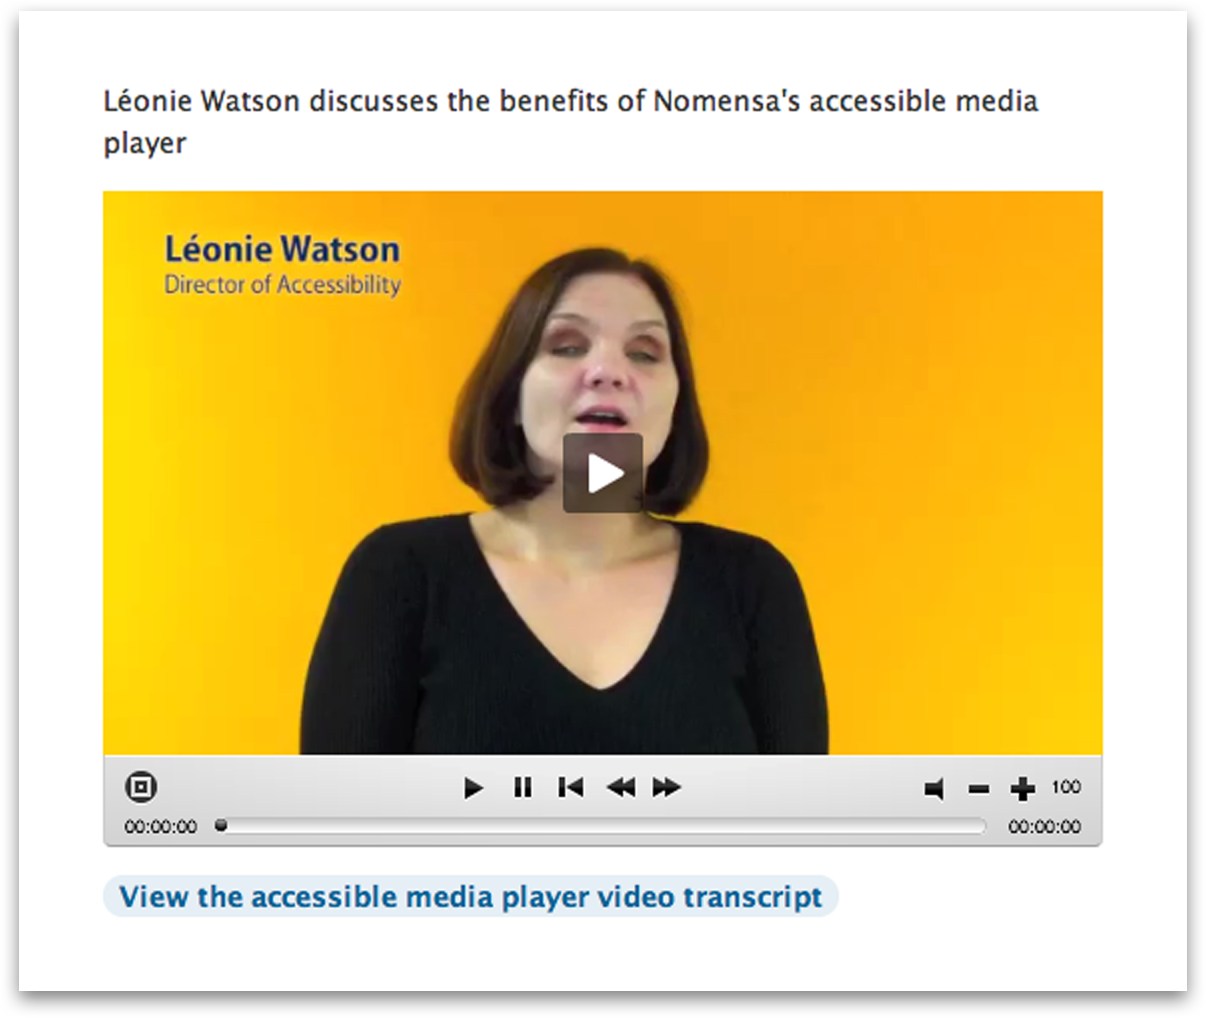 Léonie Watson discusses the benefits of Nomensa's accessible media
player
Léonie Watson
Director of Accessibility
100
00:00:00
00:00:00
View the accessible media player video transcript